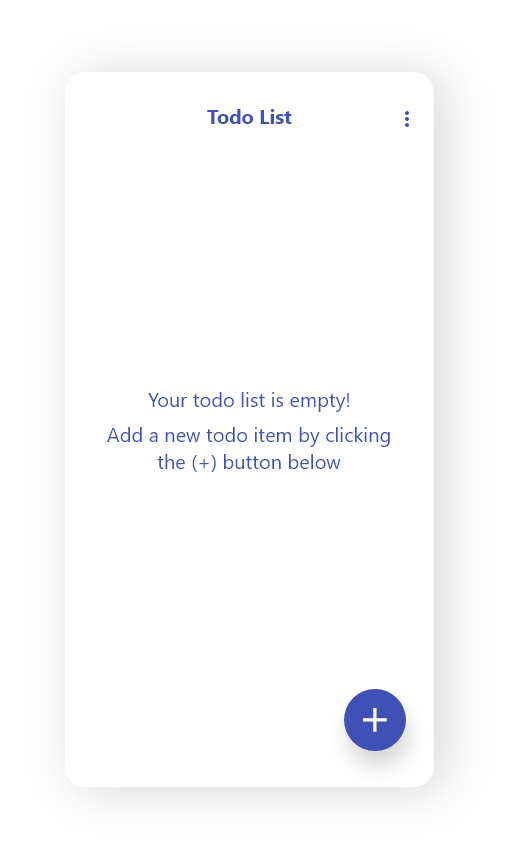 Todo List
Your todo list is empty!
Add a new todo item by clicking
the (+) button below